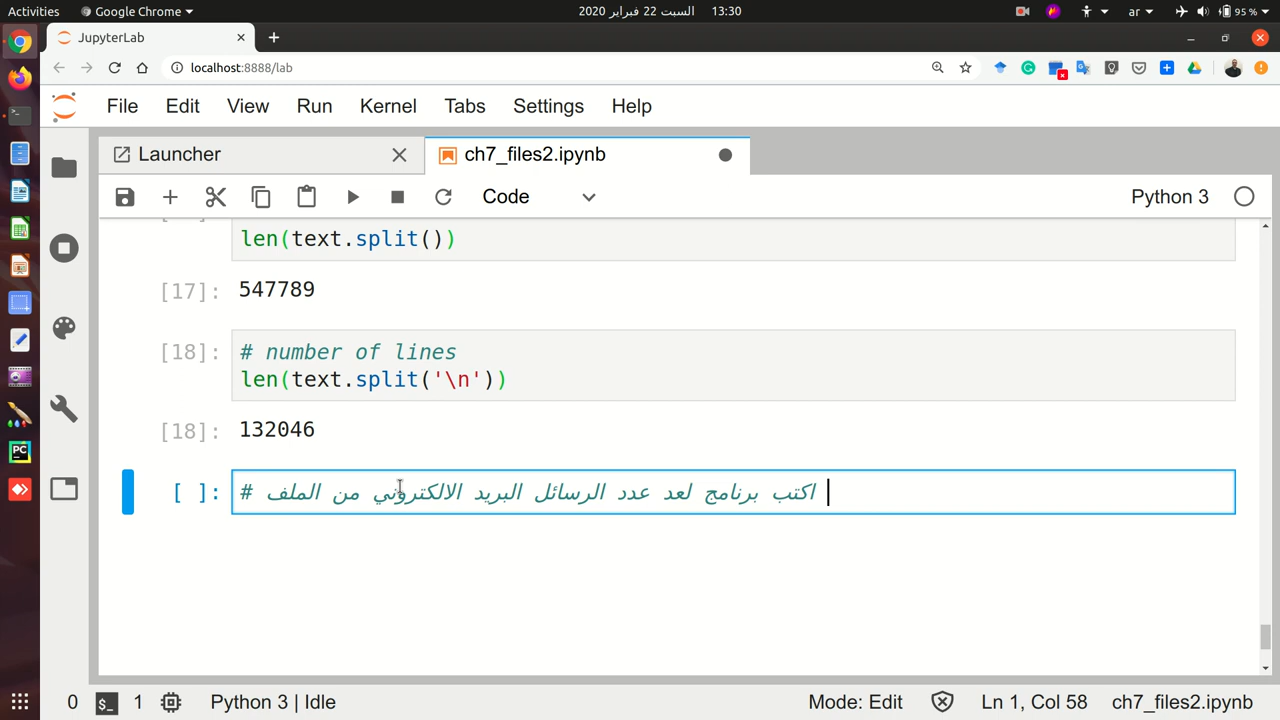 Activities
Google Chrome
السبت 22 فبراير 2020
13:30
ar
95 %
JupyterLab
localhost:8888/lab
File Edit View Run Kernel Tabs Settings Help
Launcher
ch7_files2.ipynb
Code
Python 3
len(text.split())
[17]: 547789
[18]: # number of lines
len(text.split('\n'))
[18]: 132046
[ ]: # اكتب برنامج لعد عدد الرسائل البريد الالكتروني من الملف
0 $_ 1 Python 3 | Idle Mode: Edit Ln 1, Col 58 ch7_files2.ipynb
PC